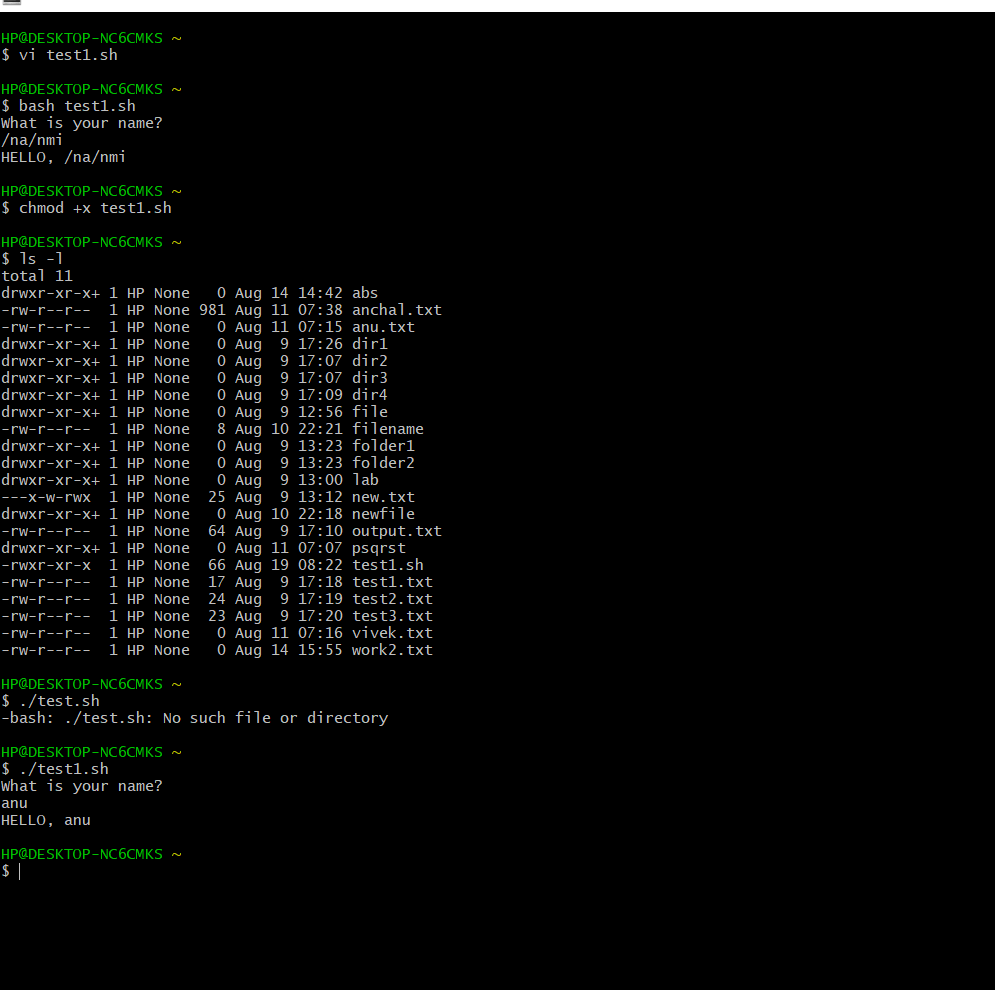 HP@DESKTOP-NC6CMKS ~
$ vi test1.sh
HP@DESKTOP-NC6CMKS ~
$ bash test1.sh
What is your name?
/na/nmi
HELLO, /na/nmi
HP@DESKTOP-NC6CMKS ~
$ chmod +x test1.sh
HP@DESKTOP-NC6CMKS ~
$ ls -l
total 11
drwxr-xr-x+ 1 HP None   0 Aug 14 14:42 abs
-rw-r--r--  1 HP None 981 Aug 11 07:38 anchal.txt
-rw-r--r--  1 HP None   0 Aug 11 07:15 anu.txt
drwxr-xr-x+ 1 HP None   0 Aug  9 17:26 dir1
drwxr-xr-x+ 1 HP None   0 Aug  9 17:07 dir2
drwxr-xr-x+ 1 HP None   0 Aug  9 17:07 dir3
drwxr-xr-x+ 1 HP None   0 Aug  9 17:09 dir4
drwxr-xr-x+ 1 HP None   0 Aug  9 12:56 file
-rw-r--r--  1 HP None   8 Aug 10 22:21 filename
drwxr-xr-x+ 1 HP None   0 Aug  9 13:23 folder1
drwxr-xr-x+ 1 HP None   0 Aug  9 13:23 folder2
drwxr-xr-x+ 1 HP None   0 Aug  9 13:00 lab
---x-w-rwx  1 HP None  25 Aug  9 13:12 new.txt
drwxr-xr-x+ 1 HP None   0 Aug 10 22:18 newfile
-rw-r--r--  1 HP None  64 Aug  9 17:10 output.txt
drwxr-xr-x+ 1 HP None   0 Aug 11 07:07 psqrst
-rwxr-xr-x  1 HP None  66 Aug 19 08:22 test1.sh
-rw-r--r--  1 HP None  17 Aug  9 17:18 test1.txt
-rw-r--r--  1 HP None  24 Aug  9 17:19 test2.txt
-rw-r--r--  1 HP None  23 Aug  9 17:20 test3.txt
-rw-r--r--  1 HP None   0 Aug 11 07:16 vivek.txt
-rw-r--r--  1 HP None   0 Aug 14 15:55 work2.txt
HP@DESKTOP-NC6CMKS ~
$ ./test.sh
-bash: ./test.sh: No such file or directory
HP@DESKTOP-NC6CMKS ~
$ ./test1.sh
What is your name?
anu
HELLO, anu
HP@DESKTOP-NC6CMKS ~
$